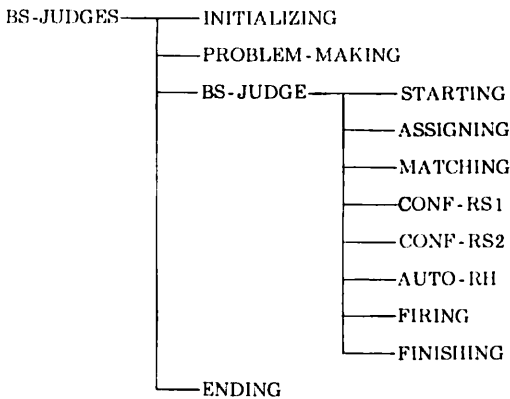 BS-JUDGES INITIALIZING
PROBLEM-MAKING
BS-JUDGE STARTING
ASSIGNING
MATCHING
CONF-RS1
CONF-RS2
AUTO-RH
FIRING
FINISHING
ENDING